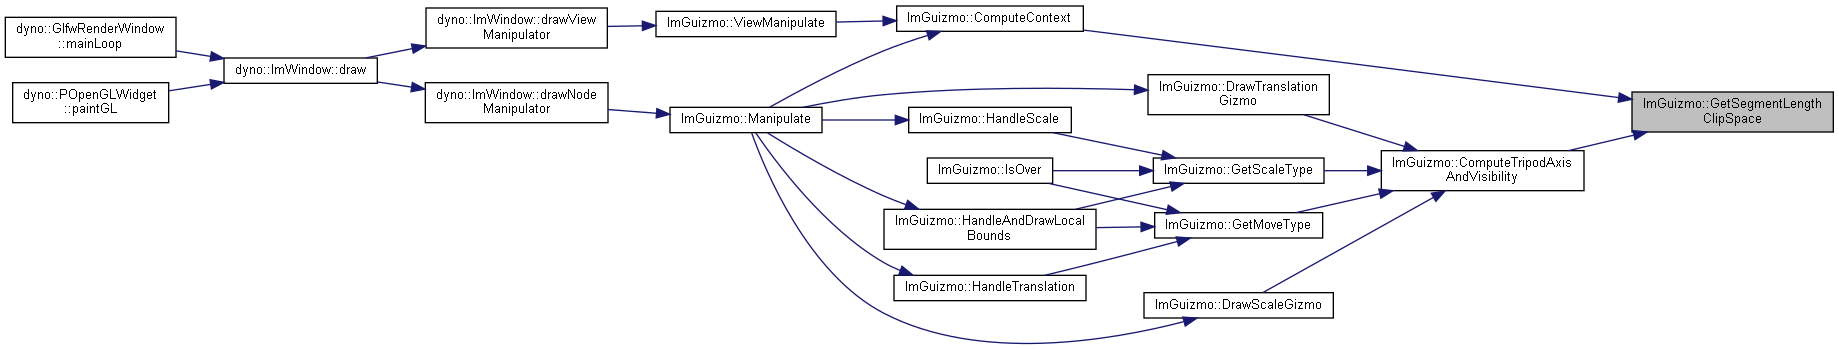 dyno::GlfwRenderWindow
::mainLoop
dyno::POpenGLWidget
::paintGL
dyno::ImWindow::draw
dyno::ImWindow::drawView
Manipulator
dyno::ImWindow::drawNode
Manipulator
ImGuizmo::ViewManipulate
ImGuizmo::Manipulate
ImGuizmo::ComputeContext
ImGuizmo::HandleScale
ImGuizmo::IsOver
ImGuizmo::HandleAndDrawLocal
Bounds
ImGuizmo::HandleTranslation
ImGuizmo::DrawTranslation
Gizmo
ImGuizmo::GetScaleType
ImGuizmo::GetMoveType
ImGuizmo::DrawScaleGizmo
ImGuizmo::ComputeTripodAxis
AndVisibility
ImGuizmo::GetSegmentLength
ClipSpace